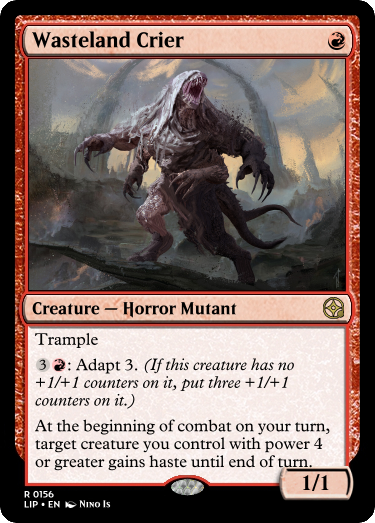 Wasteland Crier
Creature — Horror Mutant
Trample
3: Adapt 3. (If this creature has no
+1/+1 counters on it, put three +1/+1
counters on it.)
At the beginning of combat on your turn,
target creature you control with power 4
or greater gains haste until end of turn.
1/1
R 0156
LIP • EN Nino Is